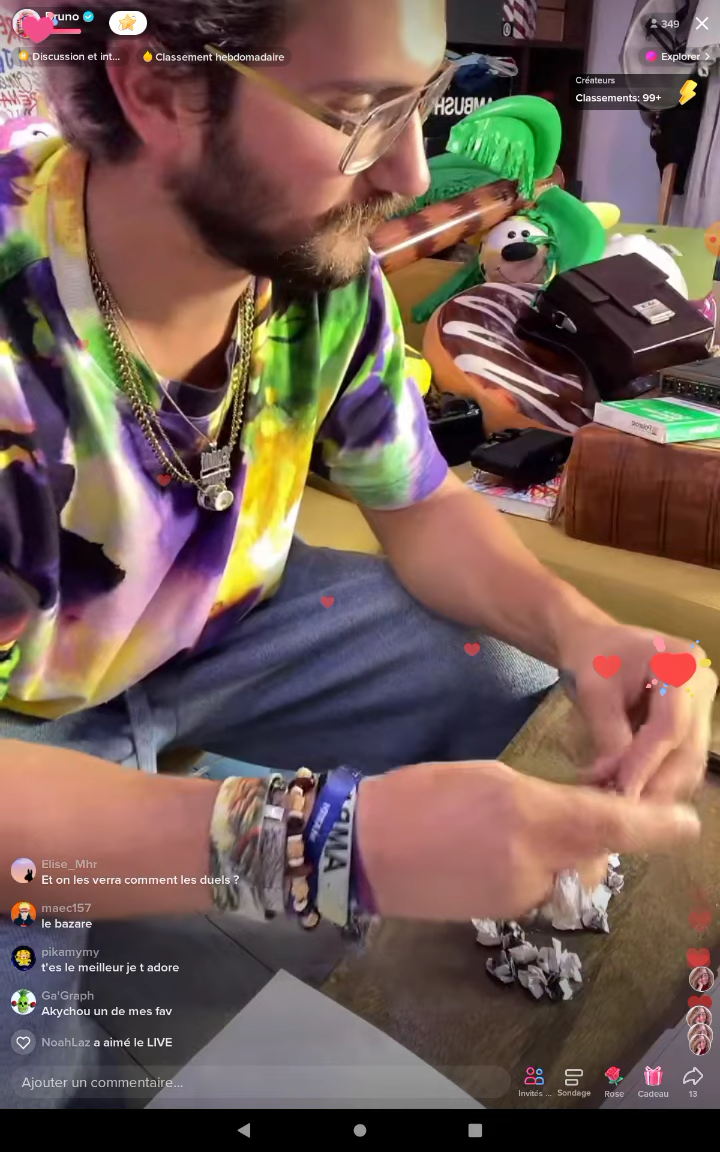 Bruno
349
Discussion et int...
Classement hebdomadaire
Explorer
Créateurs
Classements: 99+
AMBUSH
Elise_Mhr
Et on les verra comment les duels ?
maec157
le bazare
pikamymy
t'es le meilleur je t adore
Ga'Graph
Akychou un de mes fav
NoahLaz a aimé le LIVE
Ajouter un commentaire...
Invités ...
Sondage
Rose
Cadeau
13